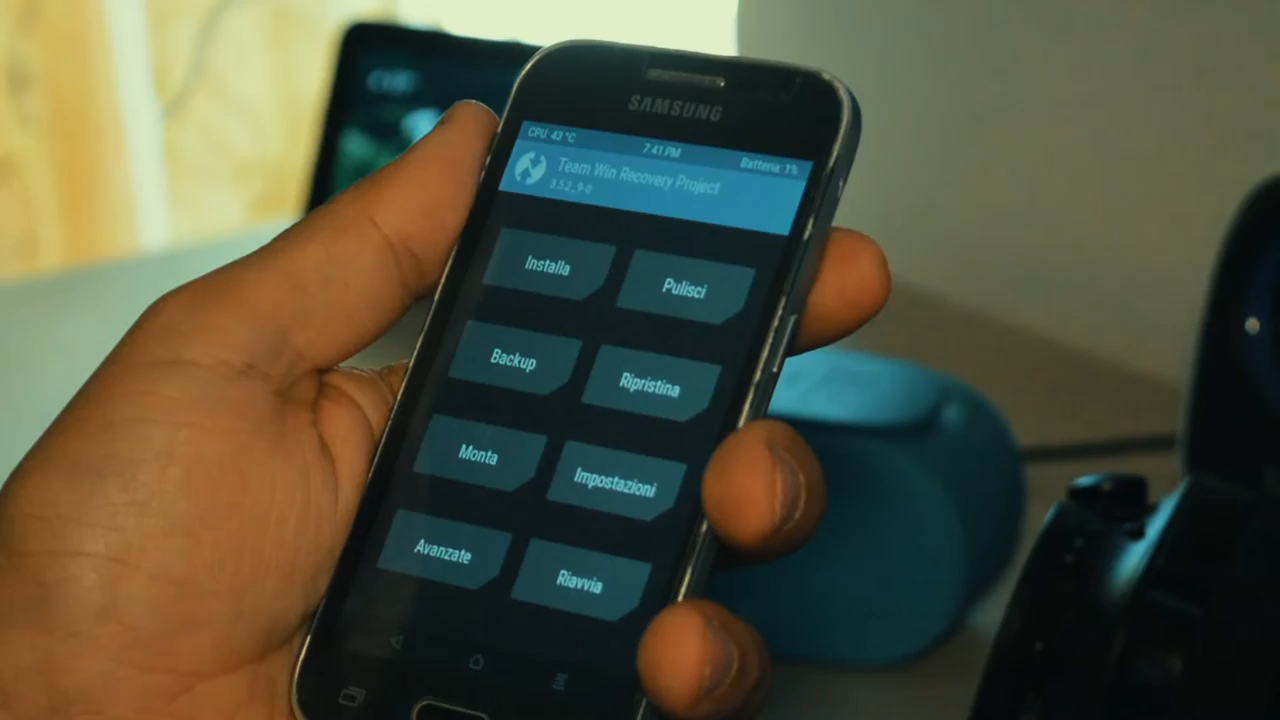 SAMSUNG
CPU: 43 °C 7:41 PM Batteria: 1%
Team Win Recovery Project
3.5.2_9-0
Installa Pulisci
Backup Ripristina
Monta Impostazioni
Avanzate Riavvia